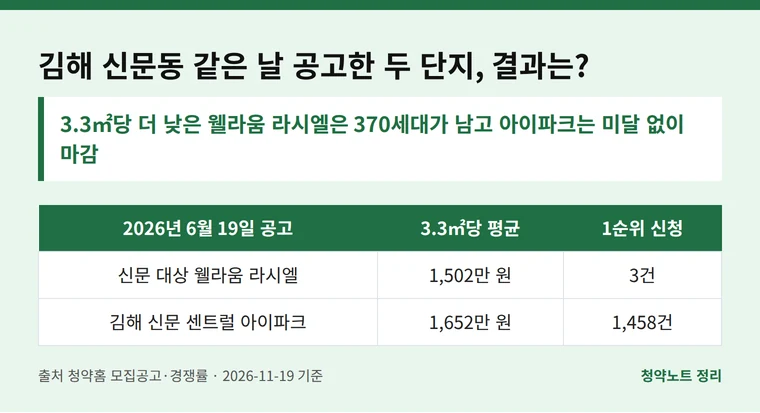 김해 신문동 같은 날 공고한 두 단지, 결과는?
3.3㎡당 더 낮은 웰라움 라시엘은 370세대가 남고 아이파크는 미달 없이
마감
2026년 6월 19일 공고 3.3㎡당 평균 1순위 신청
신문 대상 웰라움 라시엘 1,502만 원 3건
김해 신문 센트럴 아이파크 1,652만 원 1,458건
출처 청약홈 모집공고·경쟁률 · 2026-11-19 기준 청약노트 정리